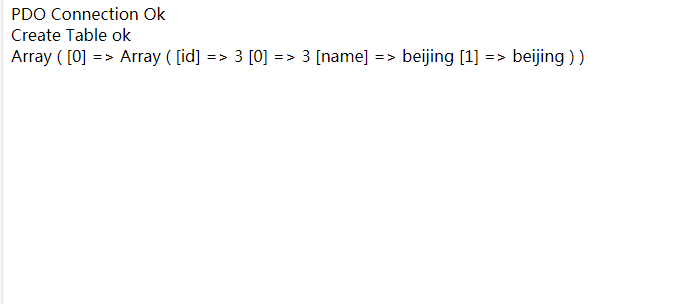 PDO Connection Ok
Create Table ok
Array ( [0] => Array ( [id] => 3 [0] => 3 [name] => beijing [1] => beijing ) )